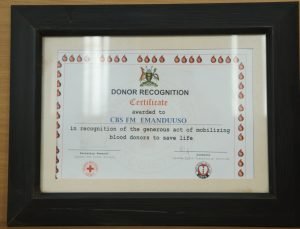 DONOR RECOGNITION
Certificate
awarded to
CBS FM EMANDUUSO
in recognition of the generous act of mobilizing
blood donors to save life